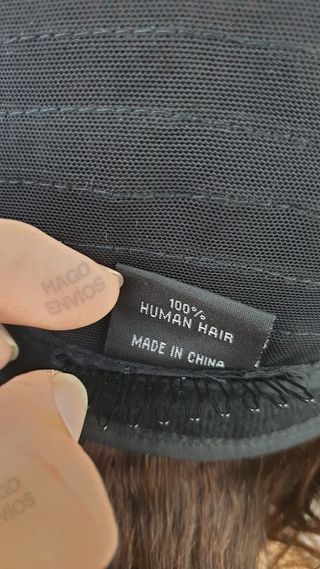 HAGO
ENVIOS
100%
HUMAN HAIR
MADE IN CHINA
HAGO
ENVIOS